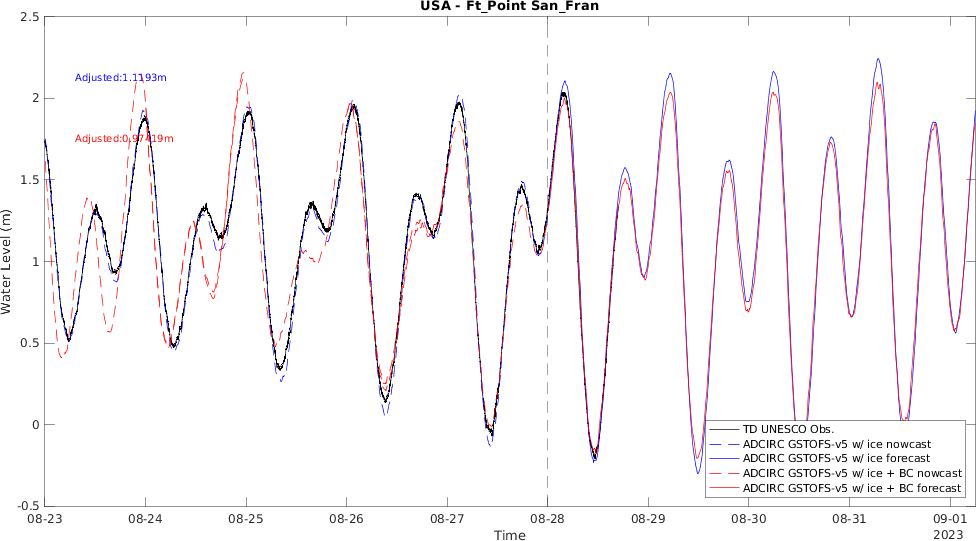 USA - Ft_Point San_Fran
2.5
2
1.5
1
0.5
0
-0.5
Water Level (m)
Adjusted:1.1193m
Adjusted:0.97419m
TD UNESCO Obs.
ADCIRC GSTOFS-v5 w/ ice nowcast
ADCIRC GSTOFS-v5 w/ ice forecast
ADCIRC GSTOFS-v5 w/ ice + BC nowcast
ADCIRC GSTOFS-v5 w/ ice + BC forecast
08-23 08-24 08-25 08-26 08-27 08-28 08-29 08-30 08-31 09-01
Time 2023